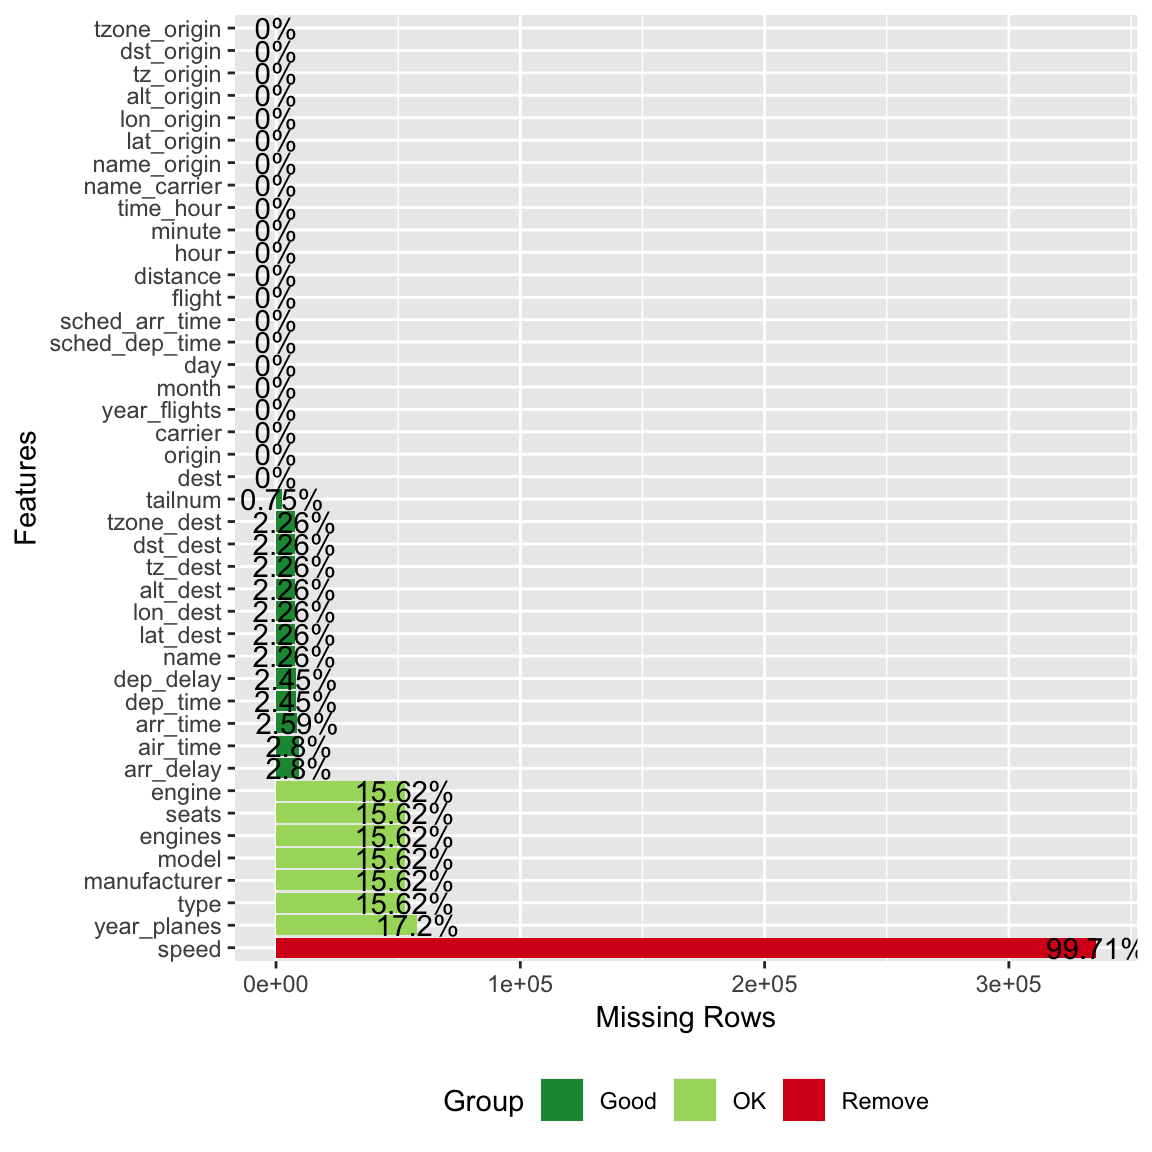 tzone_origin 0%
dst_origin 0%
tz_origin 0%
alt_origin 0%
lon_origin 0%
lat_origin 0%
name_origin 0%
name_carrier 0%
time_hour 0%
minute 0%
hour 0%
distance 0%
flight 0%
sched_arr_time 0%
sched_dep_time 0%
day 0%
month 0%
year_flights 0%
carrier 0%
origin 0%
dest 0%
tailnum 0.75%
tzone_dest 2.26%
dst_dest 2.26%
tz_dest 2.26%
alt_dest 2.26%
lon_dest 2.26%
lat_dest 2.26%
name 2.26%
dep_delay 2.45%
dep_time 2.45%
arr_time 2.59%
air_time 2.8%
arr_delay 2.8%
engine 15.62%
seats 15.62%
engines 15.62%
model 15.62%
manufacturer 15.62%
type 15.62%
year_planes 17.2%
speed 99.71%
Features
0e+00 1e+05 2e+05 3e+05
Missing Rows
Group Good OK Remove